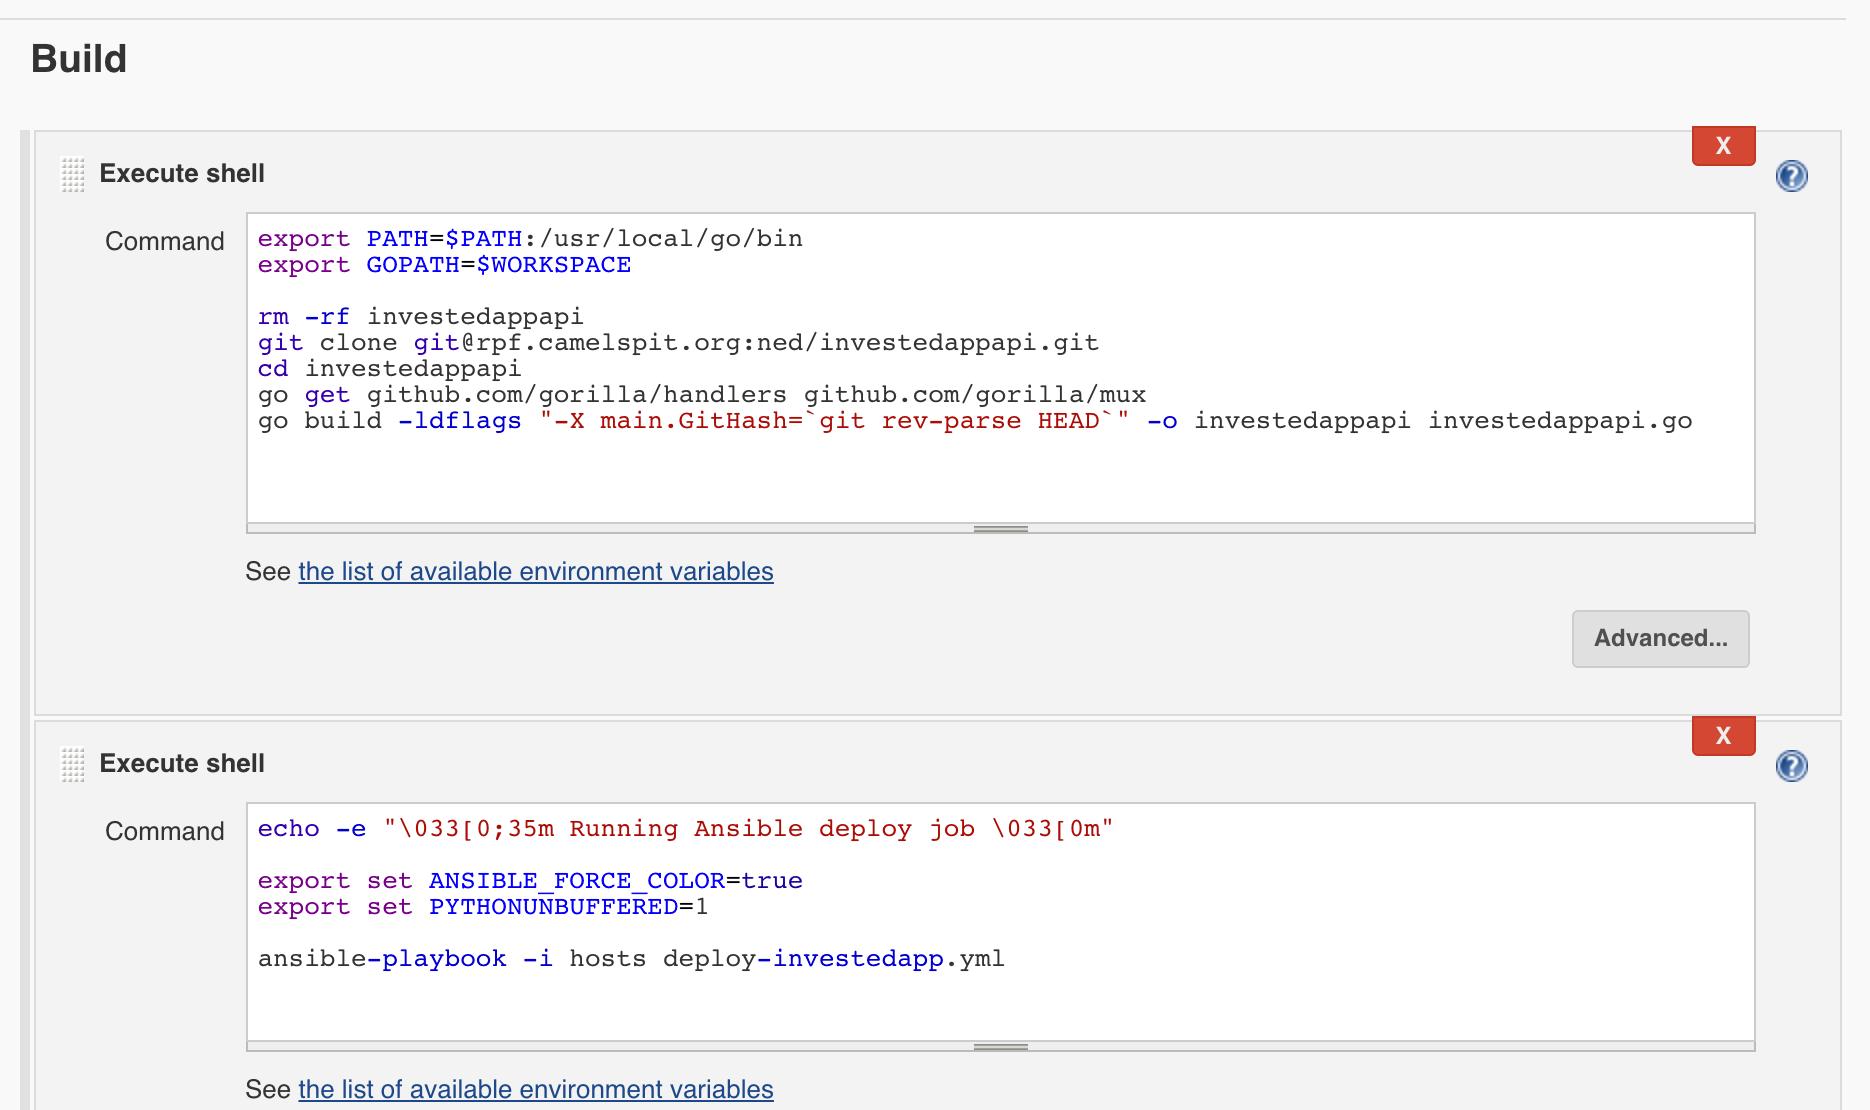 Build
Execute shell
X
?
Command
export PATH=$PATH:/usr/local/go/bin
export GOPATH=$WORKSPACE
rm -rf investedappapi
git clone git@rpf.camelspit.org:ned/investedappapi.git
cd investedappapi
go get github.com/gorilla/handlers github.com/gorilla/mux
go build -ldflags "-X main.GitHash=`git rev-parse HEAD`" -o investedappapi investedappapi.go
See the list of available environment variables
Advanced...
Execute shell
X
?
Command
echo -e "\033[0;35m Running Ansible deploy job \033[0m"
export set ANSIBLE_FORCE_COLOR=true
export set PYTHONUNBUFFERED=1
ansible-playbook -i hosts deploy-investedapp.yml
See the list of available environment variables